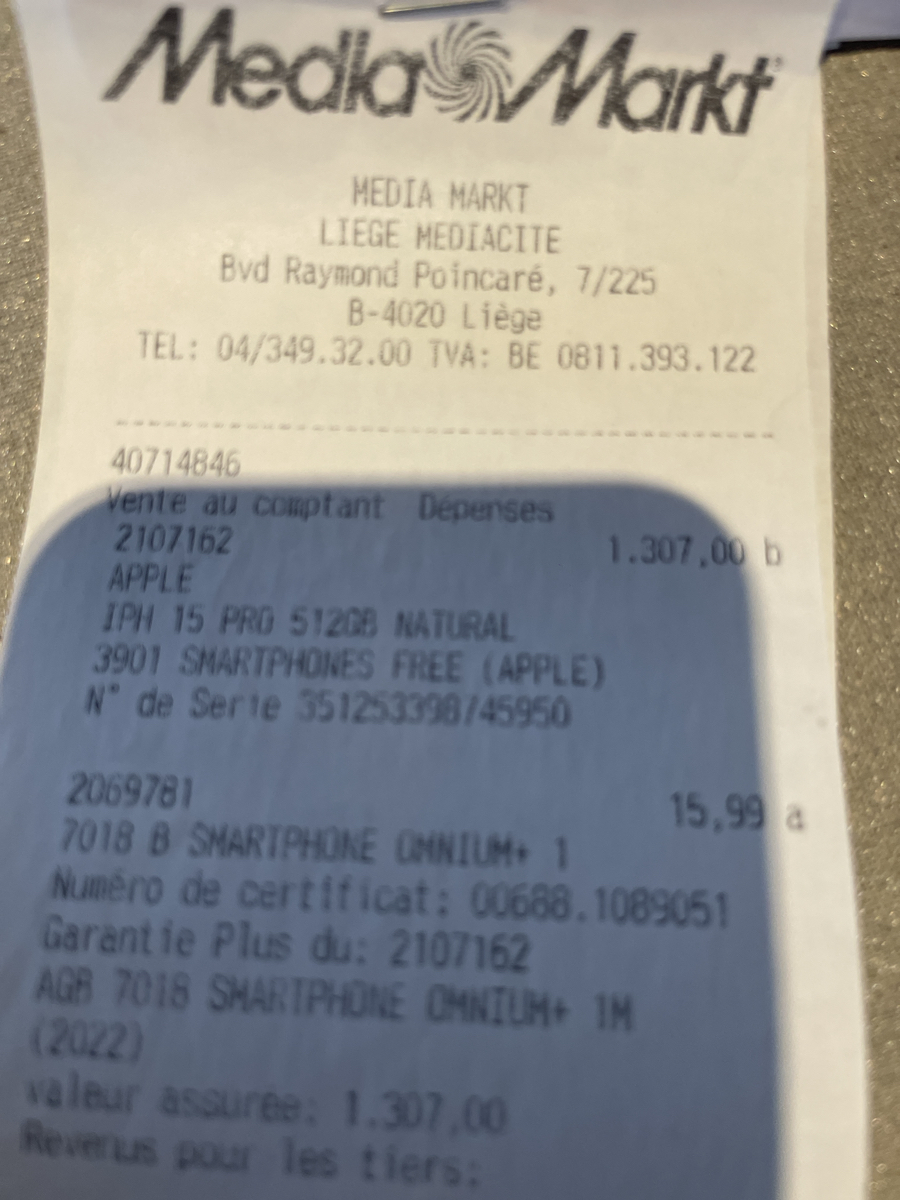 Media Markt
MEDIA MARKT
LIEGE MEDIACITE
Bvd Raymond Poincaré, 7/225
B-4020 Liège
TEL: 04/349.32.00 TVA: BE 0811.393.122
40714846
Vente au comptant Dépenses
2107162 1.307,00 b
APPLE
IPH 15 PRO 512GB NATURAL
3901 SMARTPHONES FREE (APPLE)
N° de Serie 351253398745950
2069781 15,99 a
7018 B SMARTPHONE OMNIUM+ 1
Numéro de certificat: 00688.1089051
Garantie Plus du: 2107162
AGB 7018 SMARTPHONE OMNIUM+ 1M
(2022)
valeur assurée: 1.307,00
Revenus pour les tiers: